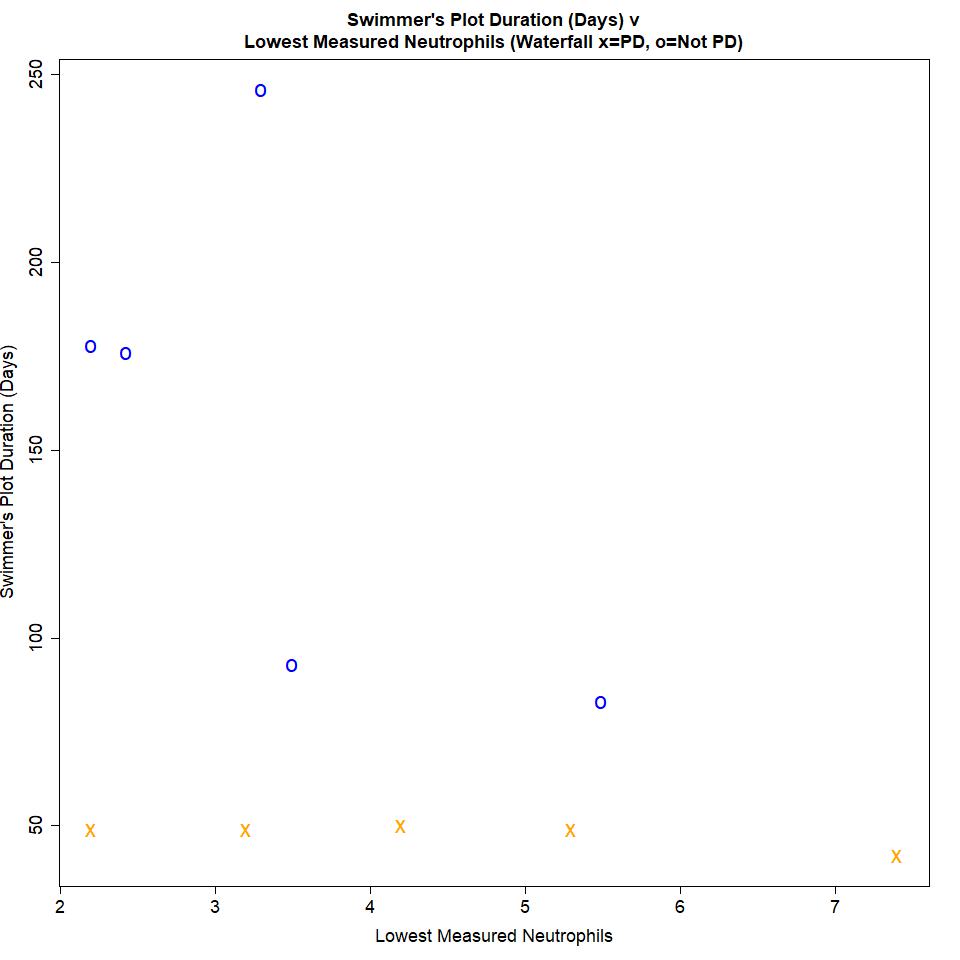 Swimmer's Plot Duration (Days) v
Lowest Measured Neutrophils (Waterfall x=PD, o=Not PD)
Swimmer's Plot Duration (Days)
250
200
150
100
50
o
o
o
o
o
x
x
x
x
x
2 3 4 5 6 7
Lowest Measured Neutrophils